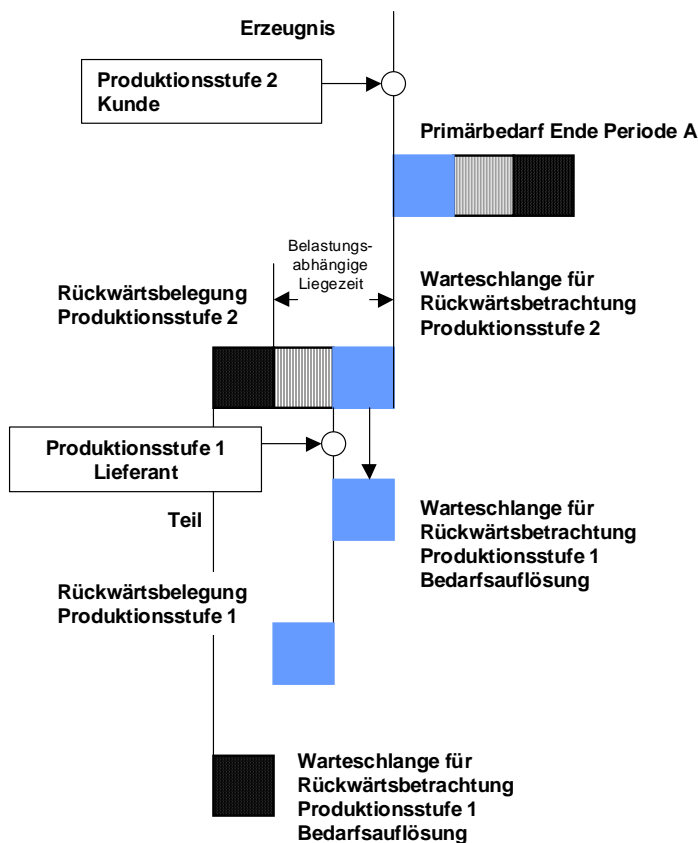 Erzeugnis
Produktionsstufe 2
Kunde
Primärbedarf Ende Periode A
Belastungs-
abhängige
Liegezeit
Rückwärtsbelegung
Produktionsstufe 2
Warteschlange für
Rückwärtsbetrachtung
Produktionsstufe 2
Produktionsstufe 1
Lieferant
Teil
Warteschlange für
Rückwärtsbetrachtung
Produktionsstufe 1
Bedarfsauflösung
Rückwärtsbelegung
Produktionsstufe 1
Warteschlange für
Rückwärtsbetrachtung
Produktionsstufe 1
Bedarfsauflösung